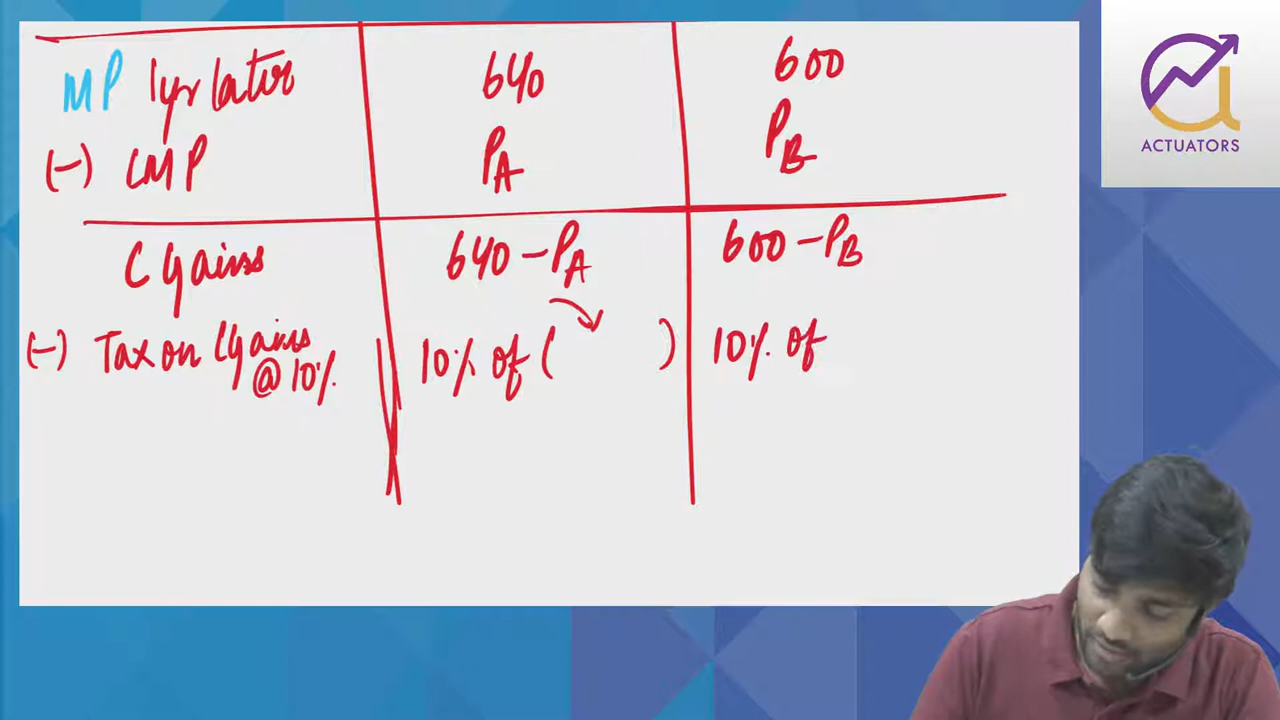 MP 1yr later 640 600
(-) CMP PA PB
C Gains 640 - PA 600 - PB
(-) Tax on CGains @ 10% 10% of ( ) 10% of
ACTUATORS